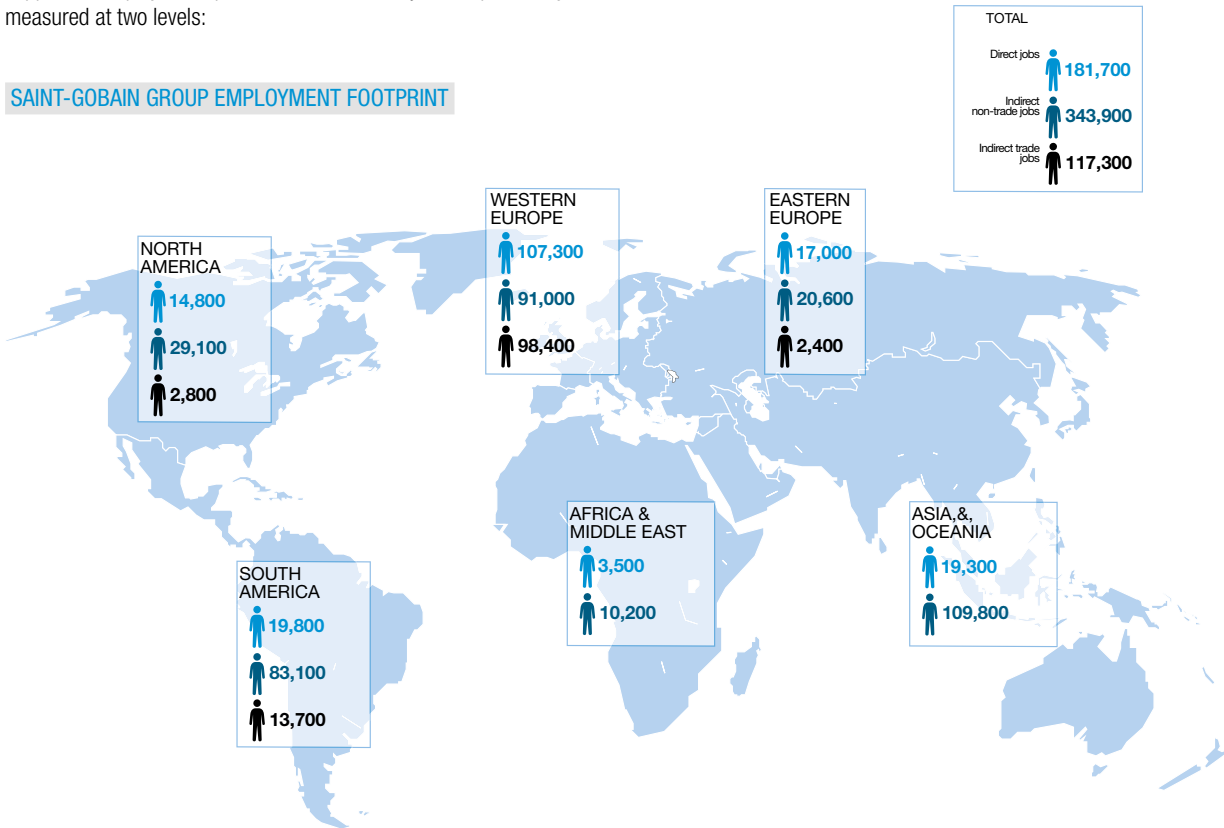 measured at two levels:
SAINT-GOBAIN GROUP EMPLOYMENT FOOTPRINT
TOTAL
Direct jobs
181,700
Indirect
non-trade jobs
343,900
Indirect trade
jobs
117,300
NORTH
AMERICA
14,800
29,100
2,800
WESTERN
EUROPE
107,300
91,000
98,400
EASTERN
EUROPE
17,000
20,600
2,400
SOUTH
AMERICA
19,800
83,100
13,700
AFRICA &
MIDDLE EAST
3,500
10,200
ASIA,&,
OCEANIA
19,300
109,800